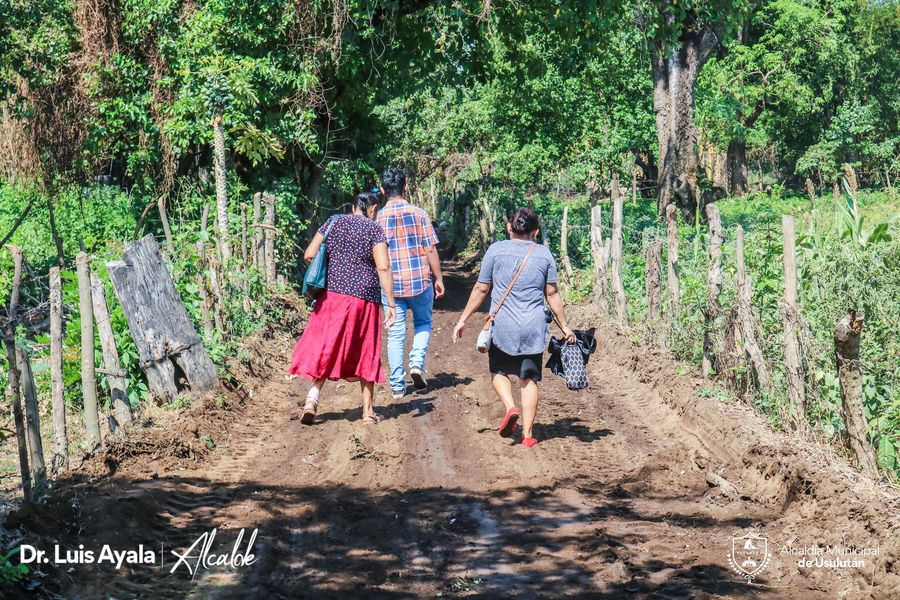 Dr. Luis Ayala | Alcalde
Alcaldía Municipal
de Usulután